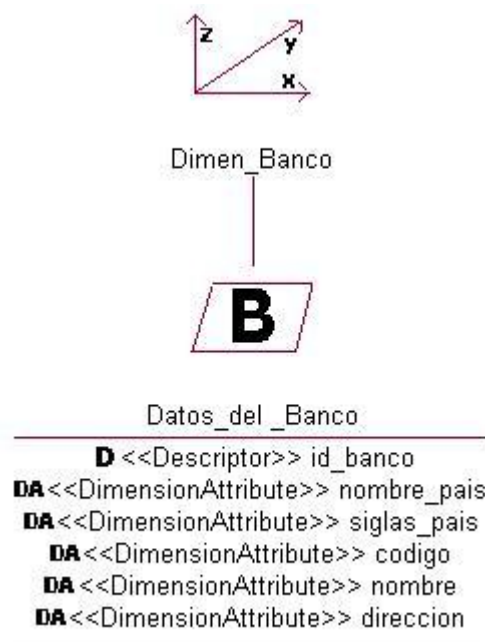 z
y
x
Dimen_Banco
B
Datos_del _Banco
D <<Descriptor>> id_banco
DA<<DimensionAttribute>> nombre_pais
DA<<DimensionAttribute>> siglas_pais
DA<<DimensionAttribute>> codigo
DA<<DimensionAttribute>> nombre
DA<<DimensionAttribute>> direccion